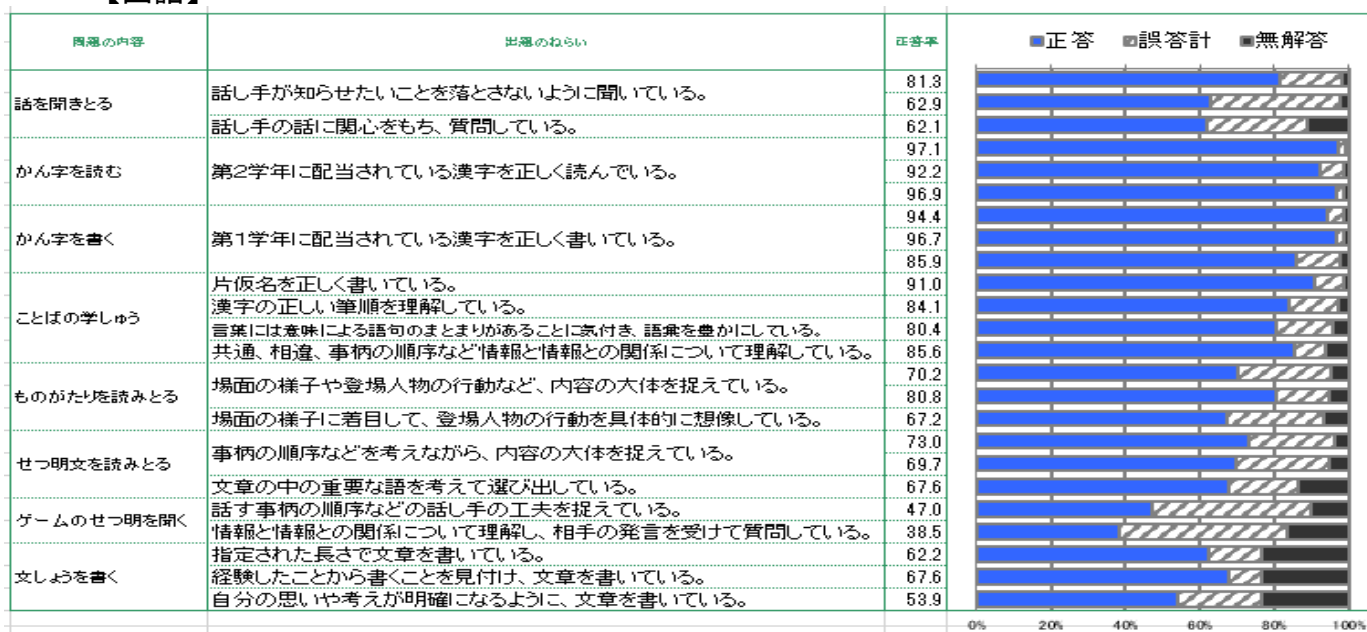 問題の内容 出題のねらい 正答率 ■正答 誤答計 ■無解答
話を聞きとる 話し手が知らせたいことを落とさないように聞いている。 81.3
62.9
話し手の話に関心をもち、質問している。 62.1
かん字を読む 第2学年に配当されている漢字を正しく読んでいる。 97.1
92.2
96.9
かん字を書く 第1学年に配当されている漢字を正しく書いている。 94.4
96.7
85.9
ことばの学しゅう 片仮名を正しく書いている。 91.0
漢字の正しい筆順を理解している。 84.1
言葉には意味による語句のまとまりがあることに気付き、語彙を豊かにしている。 80.4
共通、相違、事柄の順序など情報と情報との関係について理解している。 85.6
ものがたりを読みとる 場面の様子や登場人物の行動など、内容の大体を捉えている。 70.2
80.8
場面の様子に着目して、登場人物の行動を具体的に想像している。 67.2
せつ明文を読みとる 事柄の順序などを考えながら、内容の大体を捉えている。 73.0
69.7
文章の中の重要な語を考えて選び出している。 67.6
ゲームのせつ明を聞く 話す事柄の順序などの話し手の工夫を捉えている。 47.0
情報と情報との関係について理解し、相手の発言を受けて質問している。 38.5
文しょうを書く 指定された長さで文章を書いている。 62.2
経験したことから書くことを見付け、文章を書いている。 67.6
自分の思いや考えが明確になるように、文章を書いている。 53.9
0% 20% 40% 60% 80% 100%